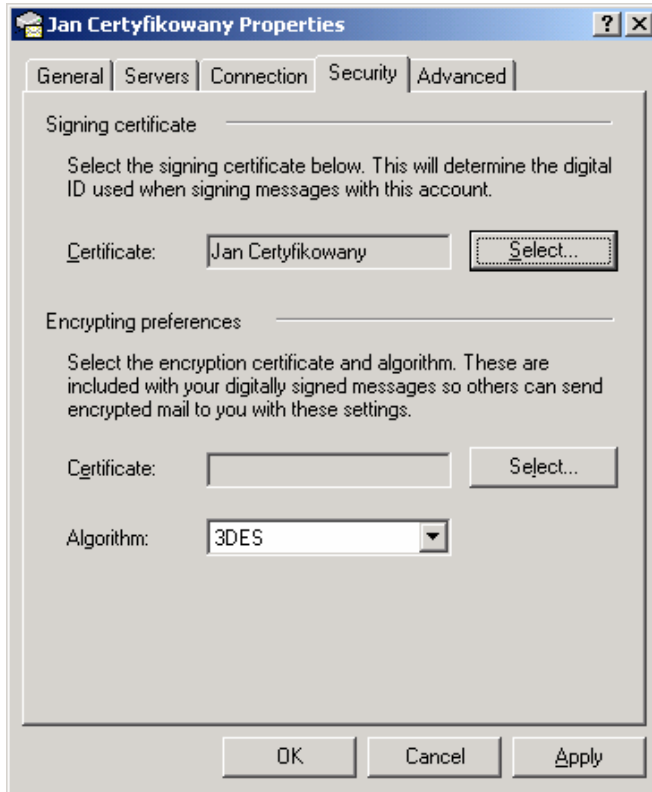 Jan Certyfikowany Properties
General Servers Connection Security Advanced
Signing certificate
Select the signing certificate below. This will determine the digital
ID used when signing messages with this account.
Certificate: Jan Certyfikowany Select...
Encrypting preferences
Select the encryption certificate and algorithm. These are
included with your digitally signed messages so others can send
encrypted mail to you with these settings.
Certificate: Select...
Algorithm: 3DES
OK Cancel Apply